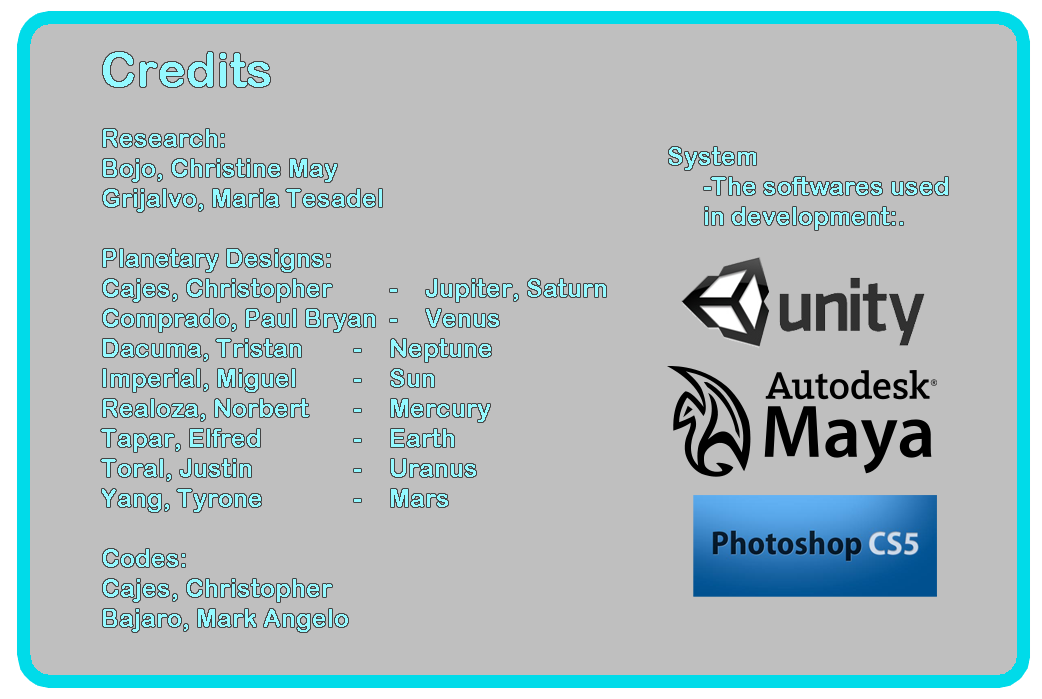 Credits
Research:
Bojo, Christine May
Grijalvo, Maria Tesadel
Planetary Designs:
Cajes, Christopher - Jupiter, Saturn
Comprado, Paul Bryan - Venus
Dacuma, Tristan - Neptune
Imperial, Miguel - Sun
Realoza, Norbert - Mercury
Tapar, Elfred - Earth
Toral, Justin - Uranus
Yang, Tyrone - Mars
Codes:
Cajes, Christopher
Bajaro, Mark Angelo
System
-The softwares used
in development:.
unity
Autodesk®
Maya
Photoshop CS5